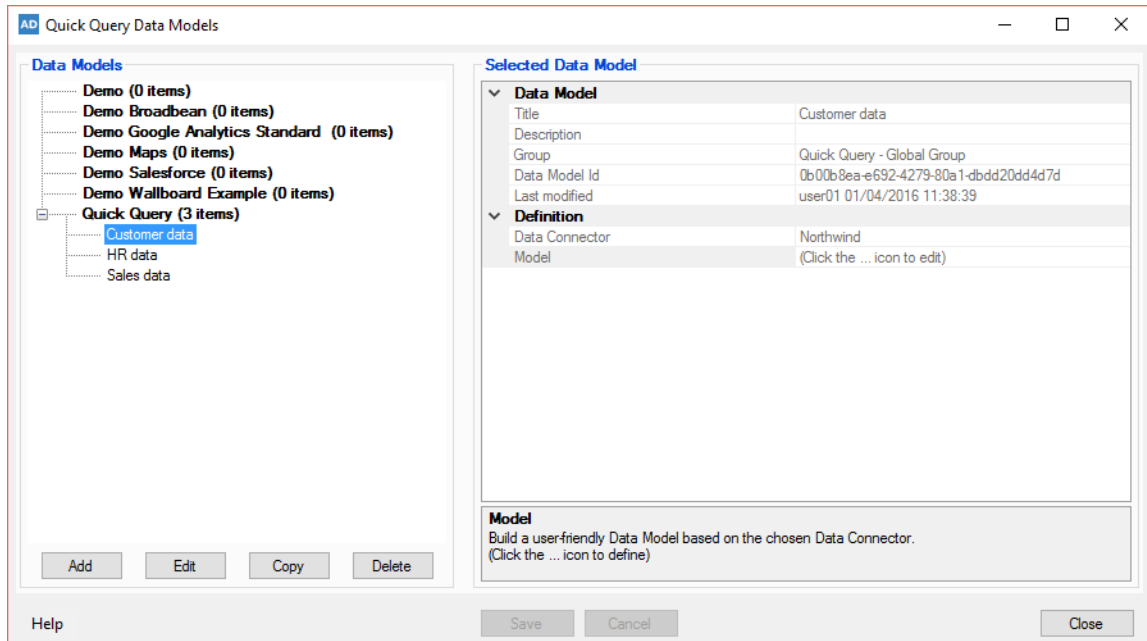 AD Quick Query Data Models
Data Models
Demo (0 items)
Demo Broadbean (0 items)
Demo Google Analytics Standard (0 items)
Demo Maps (0 items)
Demo Salesforce (0 items)
Demo Wallboard Example (0 items)
Quick Query (3 items)
Customer data
HR data
Sales data
Add Edit Copy Delete
Selected Data Model
Data Model
Title Customer data
Description
Group Quick Query - Global Group
Data Model Id 0b00b8ea-e692-4279-80a1-dbdd20dd4d7d
Last modified user01 01/04/2016 11:38:39
Definition
Data Connector Northwind
Model (Click the ... icon to edit)
Model
Build a user-friendly Data Model based on the chosen Data Connector.
(Click the ... icon to define)
Help Save Cancel Close